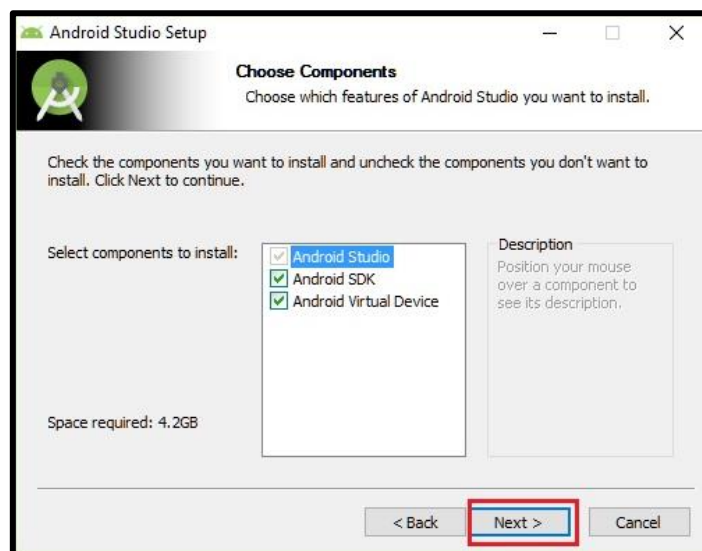 Android Studio Setup
Choose Components
Choose which features of Android Studio you want to install.
Check the components you want to install and uncheck the components you don't want to
install. Click Next to continue.
Select components to install:
Android Studio
Android SDK
Android Virtual Device
Description
Position your mouse
over a component to
see its description.
Space required: 4.2GB
< Back
Next >
Cancel